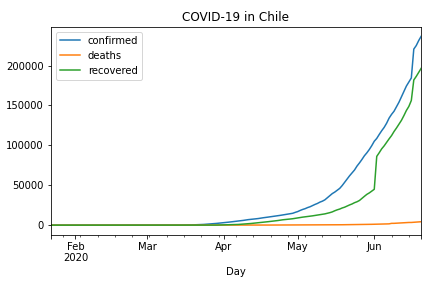 COVID-19 in Chile
confirmed
deaths
recovered
200000
150000
100000
50000
0
Feb Mar Apr May Jun
2020
Day